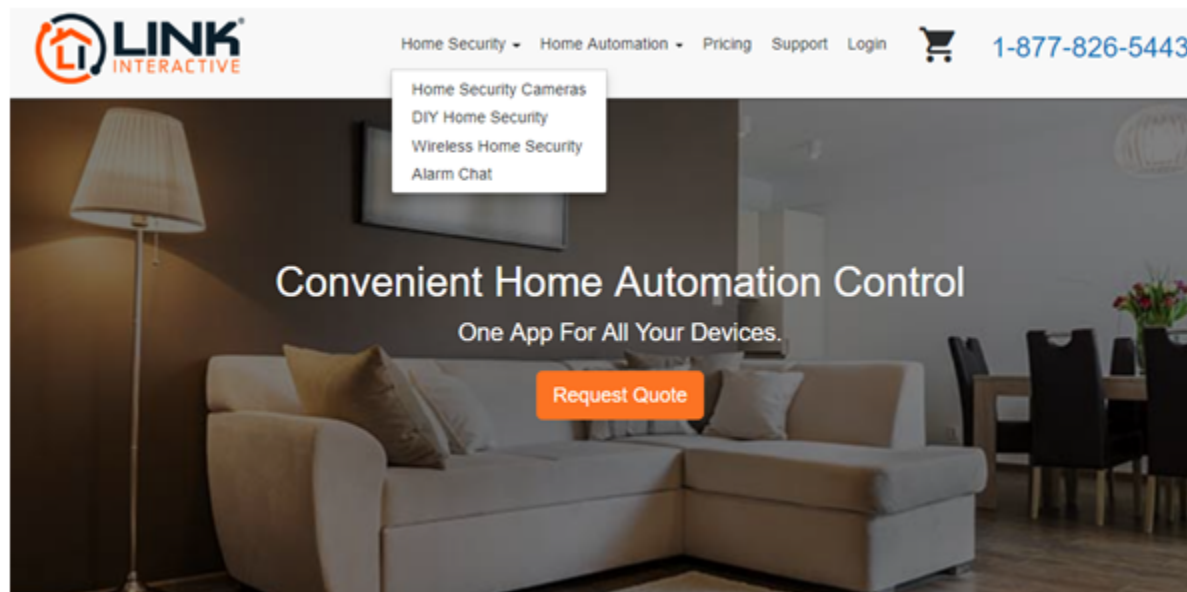 LINK®
INTERACTIVE
Home Security Home Automation Pricing Support Login 1-877-826-5443
Home Security Cameras
DIY Home Security
Wireless Home Security
Alarm Chat
Convenient Home Automation Control
One App For All Your Devices.
Request Quote